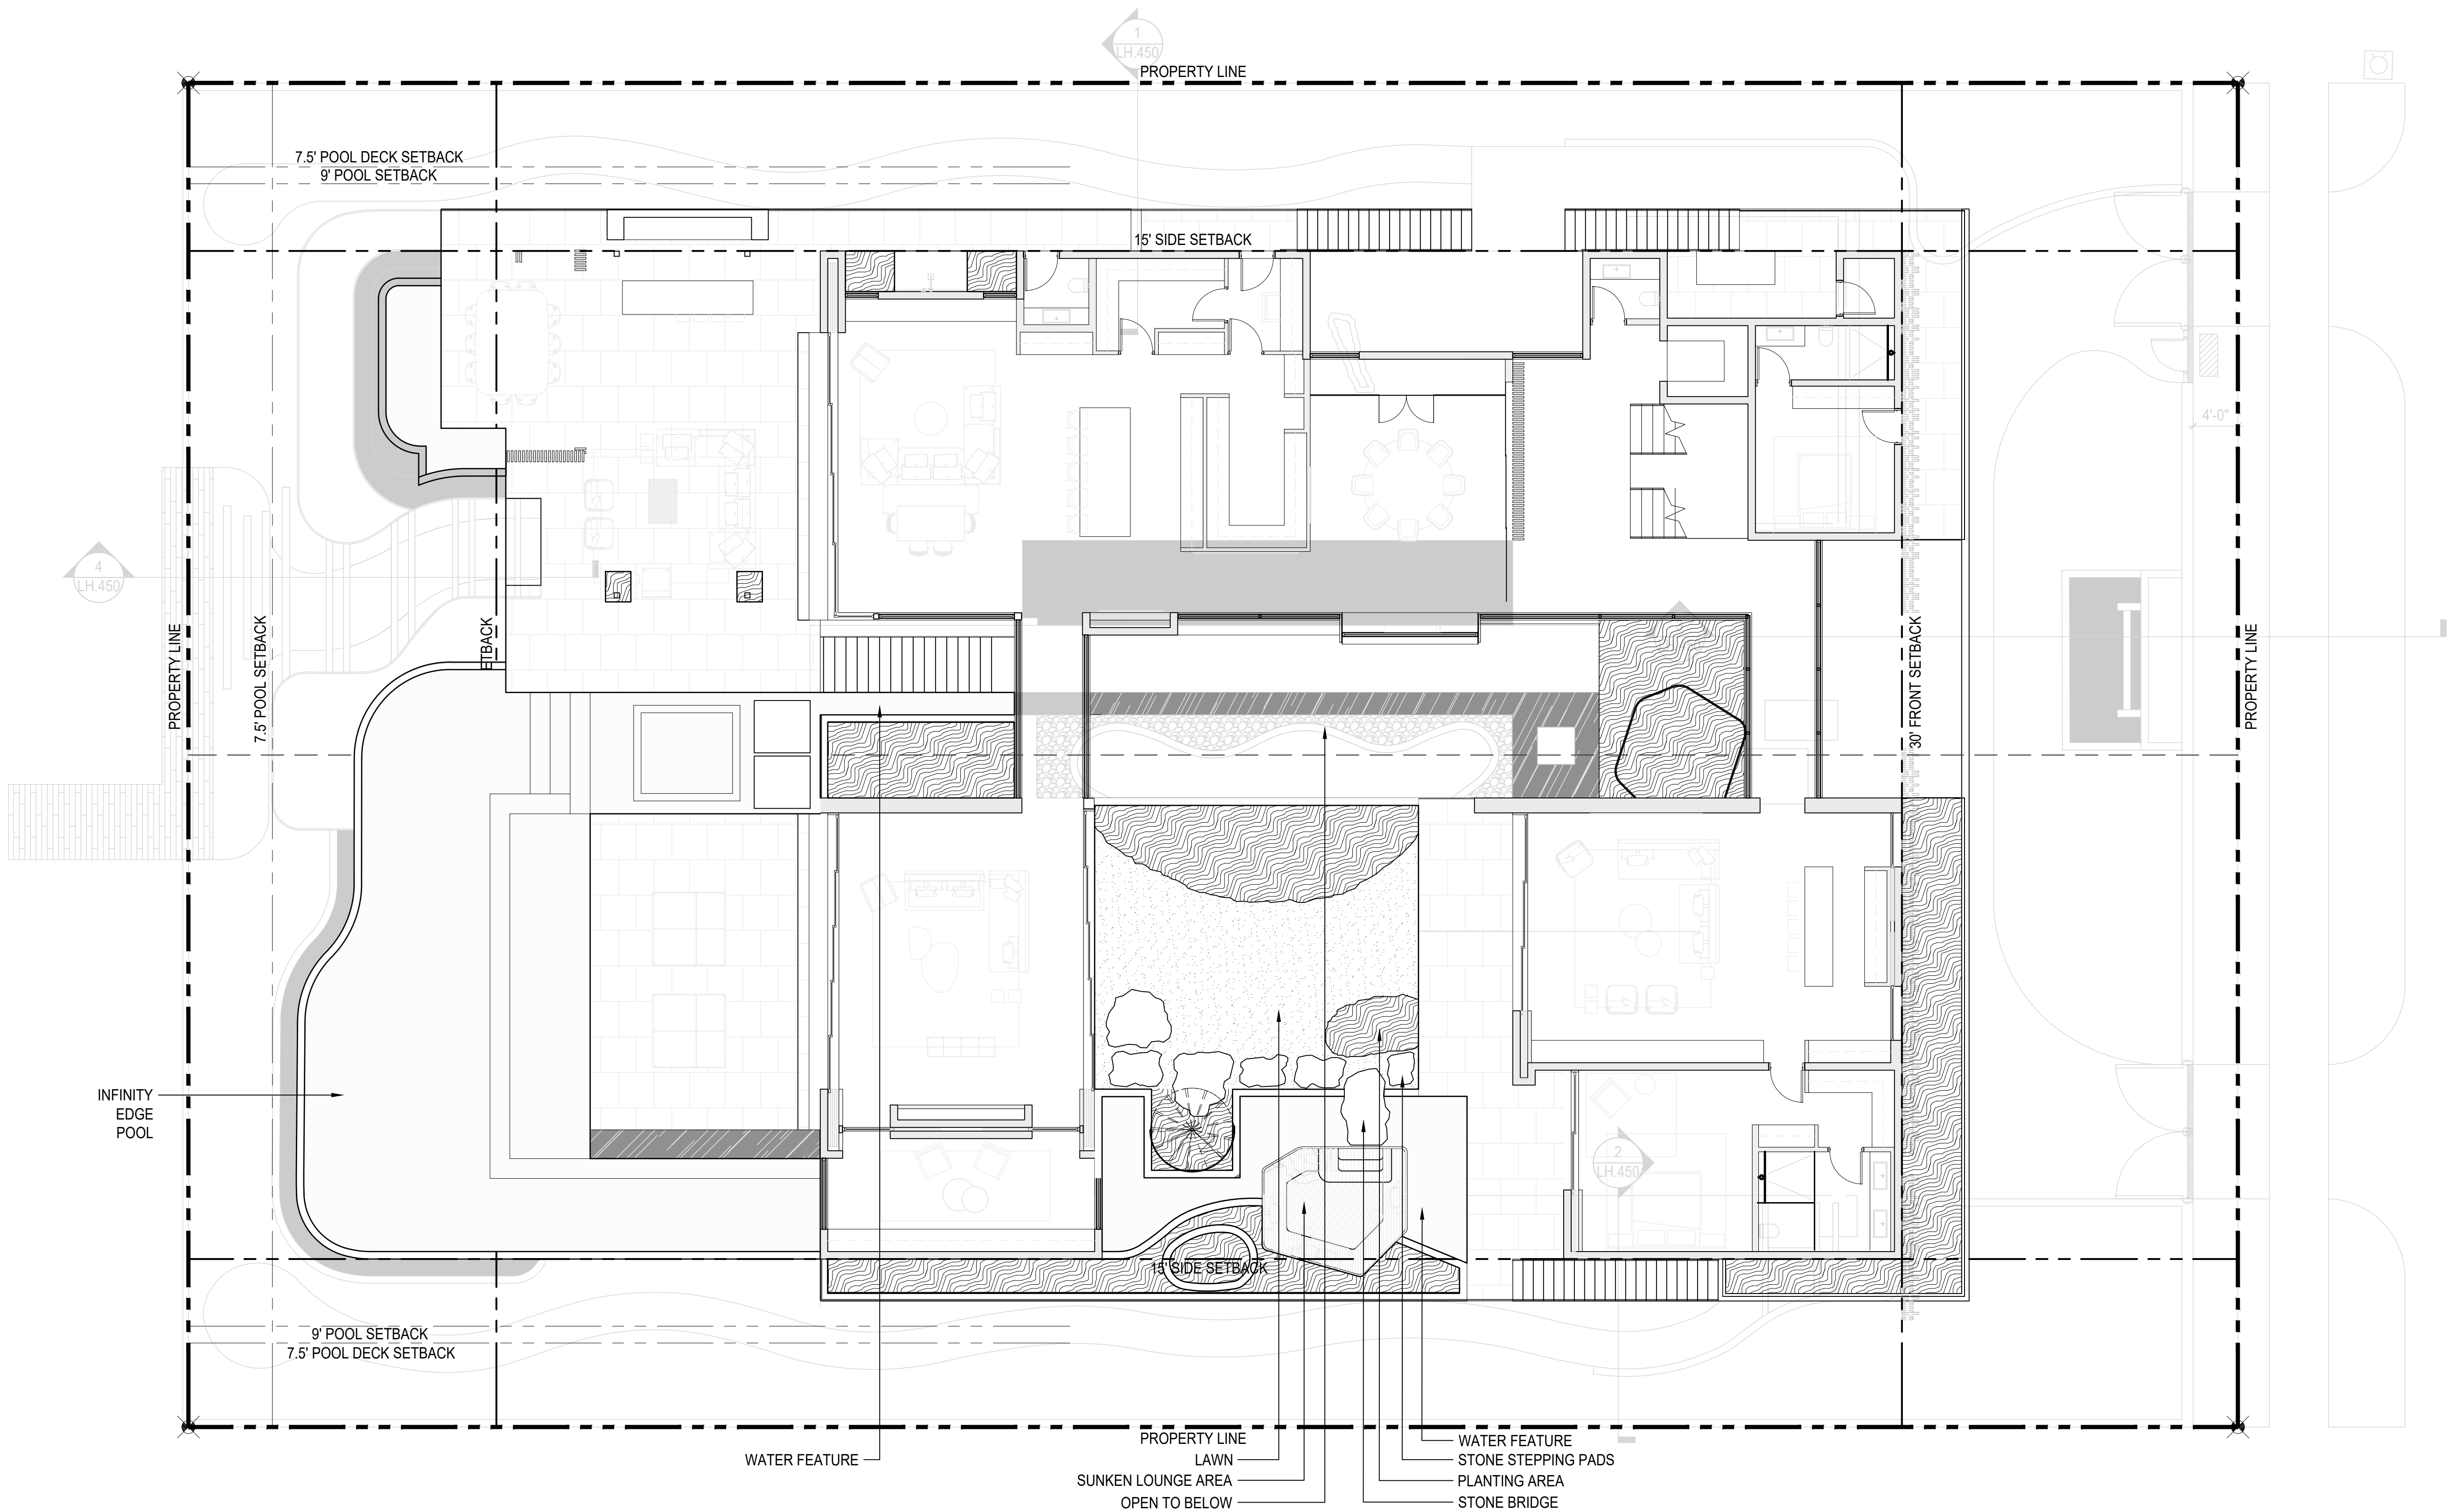 1
LH.450
PROPERTY LINE
7.5' POOL DECK SETBACK
9' POOL SETBACK
15' SIDE SETBACK
4'-0"
4
LH.450
PROPERTY LINE
7.5' POOL SETBACK
ETBACK
30' FRONT SETBACK
PROPERTY LINE
INFINITY
EDGE
POOL
2
LH.450
15' SIDE SETBACK
9' POOL SETBACK
7.5' POOL DECK SETBACK
PROPERTY LINE
WATER FEATURE
LAWN
SUNKEN LOUNGE AREA
OPEN TO BELOW
WATER FEATURE
STONE STEPPING PADS
PLANTING AREA
STONE BRIDGE